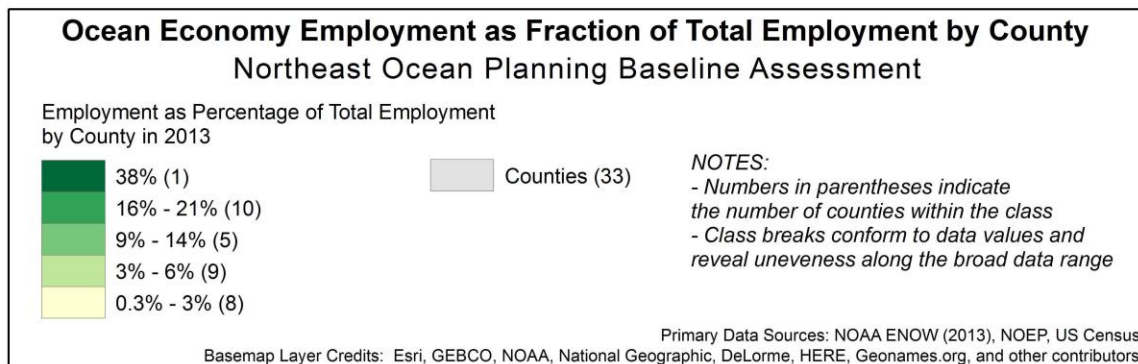 Ocean Economy Employment as Fraction of Total Employment by County
Northeast Ocean Planning Baseline Assessment
Employment as Percentage of Total Employment
by County in 2013
38% (1)
16% - 21% (10)
9% - 14% (5)
3% - 6% (9)
0.3% - 3% (8)
Counties (33)
NOTES:
- Numbers in parentheses indicate
the number of counties within the class
- Class breaks conform to data values and
reveal uneveness along the broad data range
Primary Data Sources: NOAA ENOW (2013), NOEP, US Census
Basemap Layer Credits: Esri, GEBCO, NOAA, National Geographic, DeLorme, HERE, Geonames.org, and other contributors